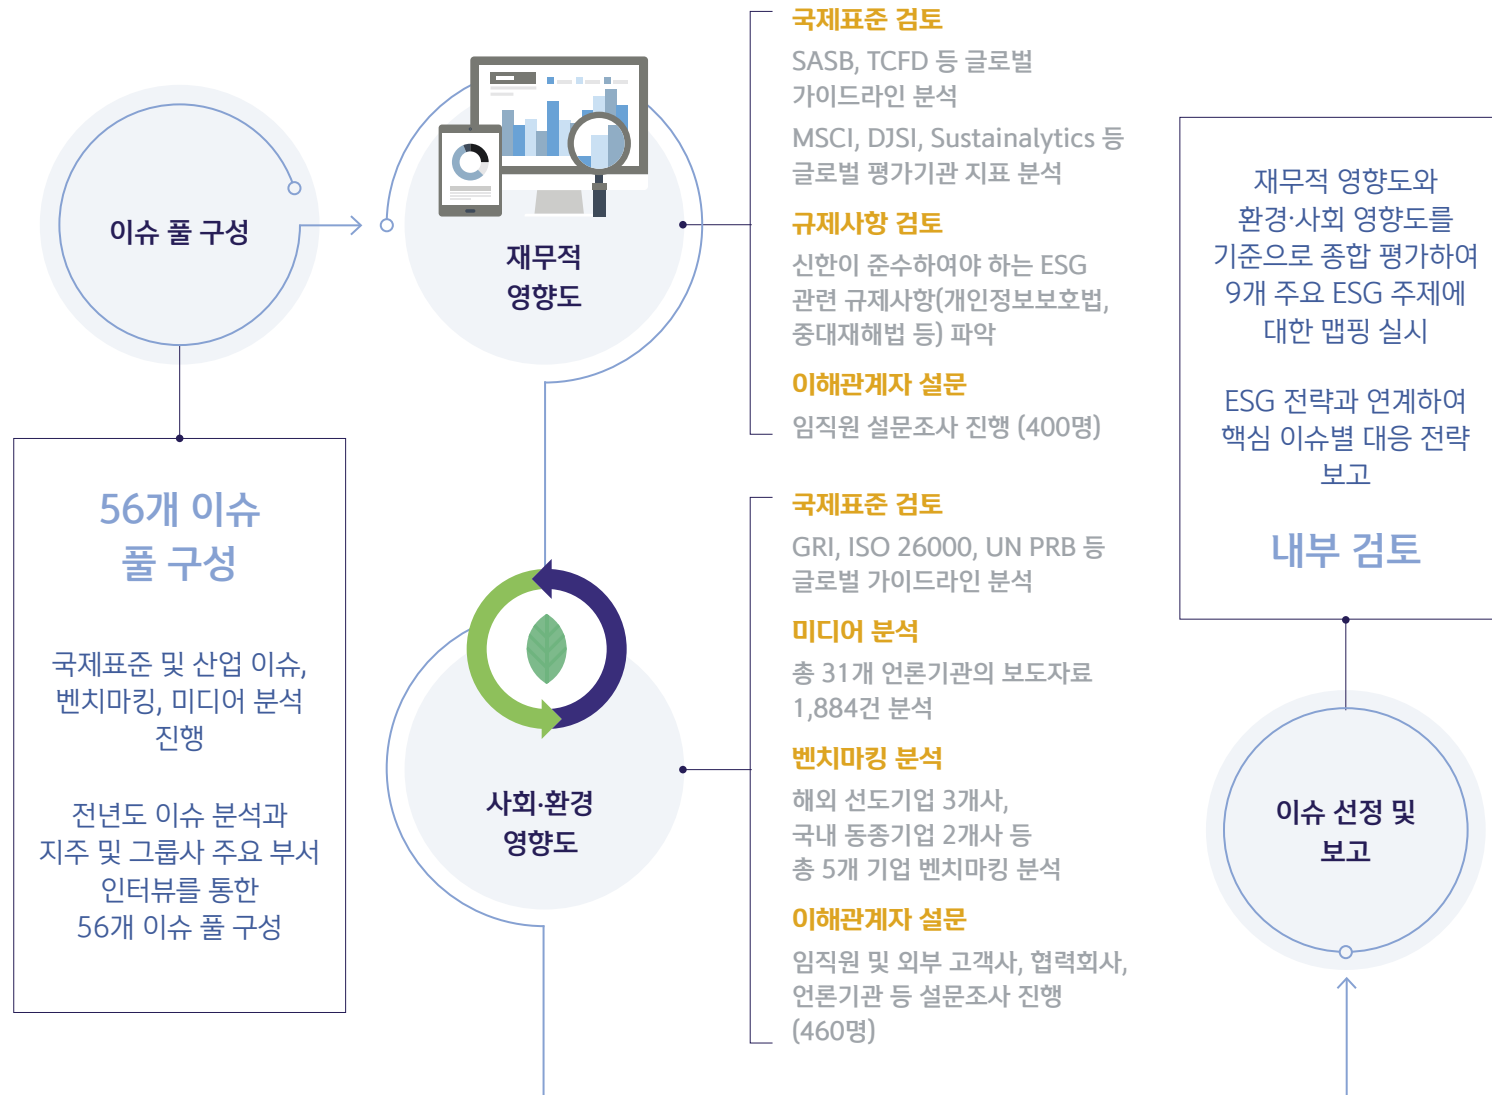 이슈 풀 구성
56개 이슈
풀 구성
국제표준 및 산업 이슈,
벤치마킹, 미디어 분석
진행
전년도 이슈 분석과
지주 및 그룹사 주요 부서
인터뷰를 통한
56개 이슈 풀 구성
재무적
영향도
국제표준 검토
SASB, TCFD 등 글로벌
가이드라인 분석
MSCI, DJSI, Sustainalytics 등
글로벌 평가기관 지표 분석
규제사항 검토
신한이 준수하여야 하는 ESG
관련 규제사항(개인정보보호법,
중대재해법 등) 파악
이해관계자 설문
임직원 설문조사 진행 (400명)
사회·환경
영향도
국제표준 검토
GRI, ISO 26000, UN PRB 등
글로벌 가이드라인 분석
미디어 분석
총 31개 언론기관의 보도자료
1,884건 분석
벤치마킹 분석
해외 선도기업 3개사,
국내 동종기업 2개사 등
총 5개 기업 벤치마킹 분석
이해관계자 설문
임직원 및 외부 고객사, 협력회사,
언론기관 등 설문조사 진행
(460명)
재무적 영향도와
환경·사회 영향도를
기준으로 종합 평가하여
9개 주요 ESG 주제에
대한 맵핑 실시
ESG 전략과 연계하여
핵심 이슈별 대응 전략
보고
내부 검토
이슈 선정 및
보고